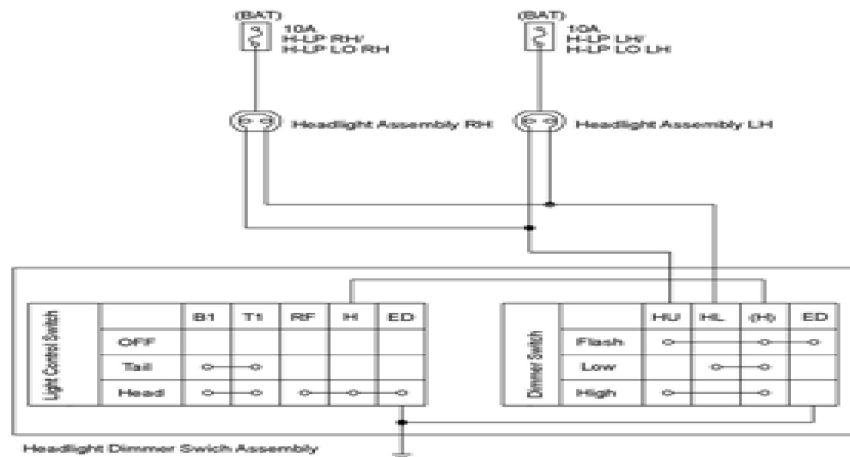 (BAT)
10A
H-LP RH/
H-LP LO RH
(BAT)
10A
H-LP LH/
H-LP LO LH
Headlight Assembly RH
Headlight Assembly LH
Light Control Switch
B1 T1 RF H ED
OFF
Tail
Head
Dimmer Switch
HU HL (H) ED
Flash
Low
High
Headlight Dimmer Swich Assembly